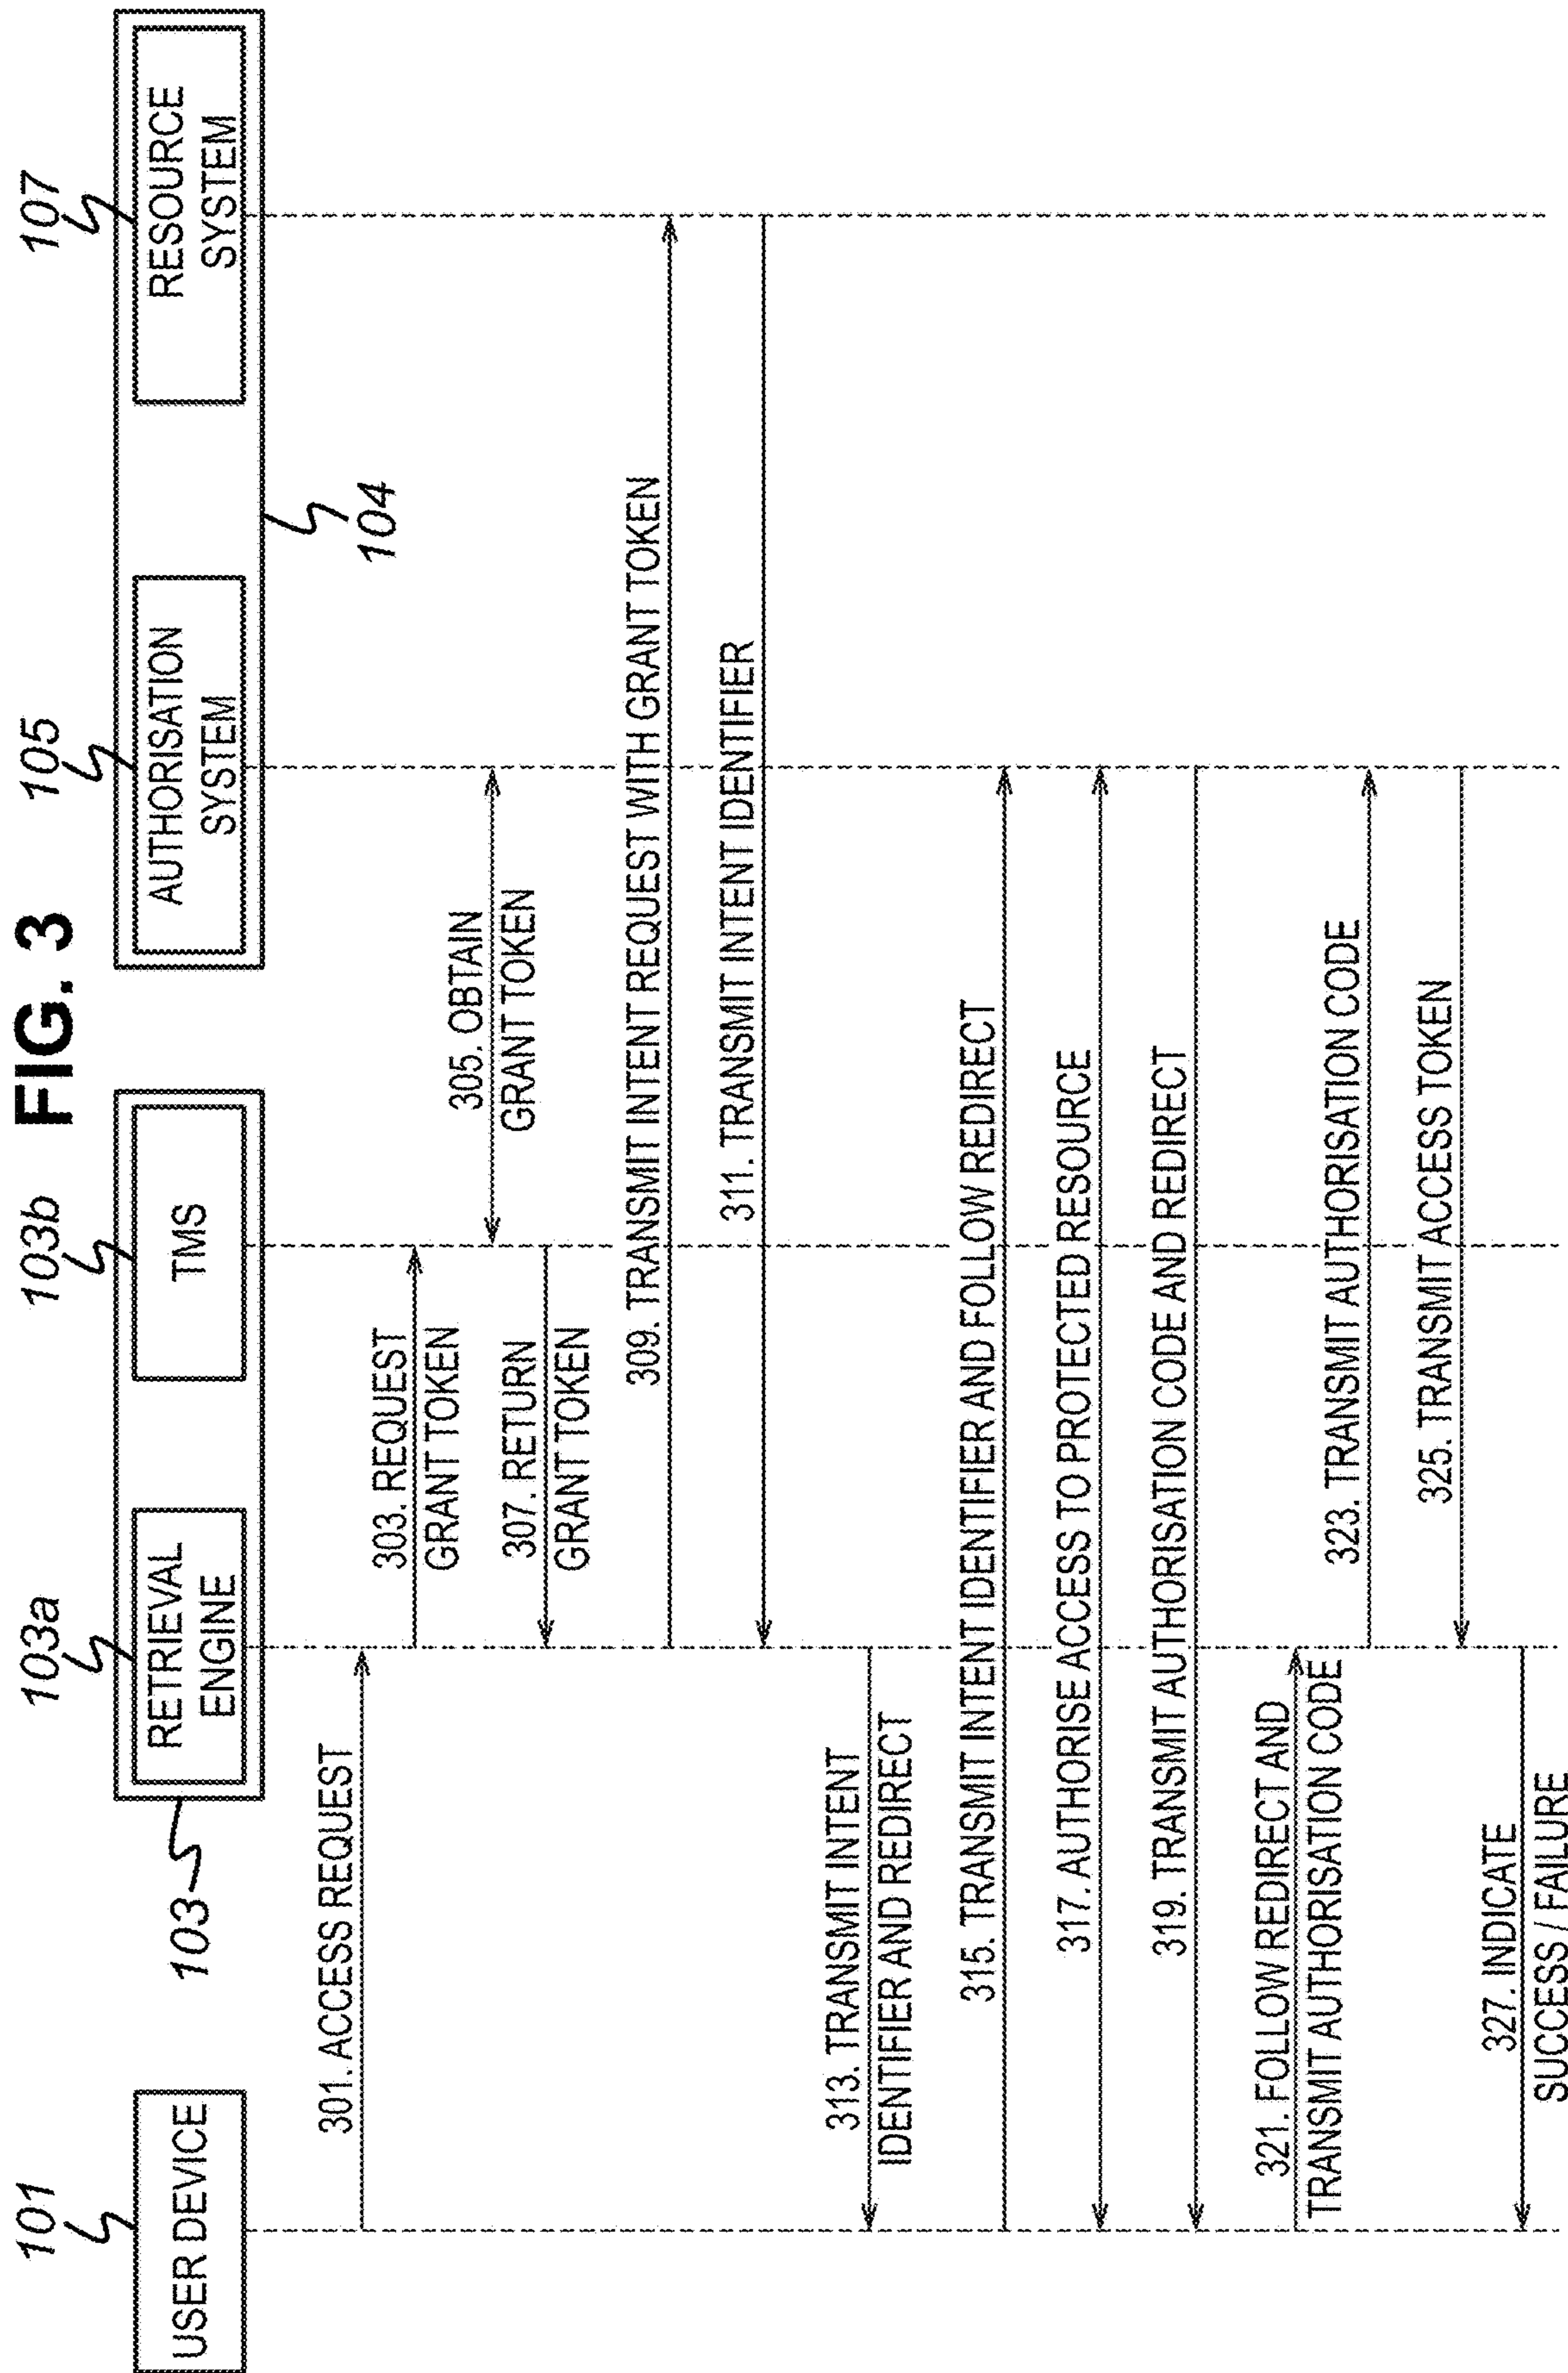 FIG. 3
101
103a
103b
105
107
USER DEVICE
RETRIEVAL
ENGINE
TMS
AUTHORISATION
SYSTEM
RESOURCE
SYSTEM
103
104
301. ACCESS REQUEST
303. REQUEST
GRANT TOKEN
305. OBTAIN
GRANT TOKEN
307. RETURN
GRANT TOKEN
309. TRANSMIT INTENT REQUEST WITH GRANT TOKEN
311. TRANSMIT INTENT IDENTIFIER
313. TRANSMIT INTENT
IDENTIFIER AND REDIRECT
315. TRANSMIT INTENT IDENTIFIER AND FOLLOW REDIRECT
317. AUTHORISE ACCESS TO PROTECTED RESOURCE
319. TRANSMIT AUTHORISATION CODE AND REDIRECT
321. FOLLOW REDIRECT AND
TRANSMIT AUTHORISATION CODE
323. TRANSMIT AUTHORISATION CODE
325. TRANSMIT ACCESS TOKEN
327. INDICATE
SUCCESS / FAILURE